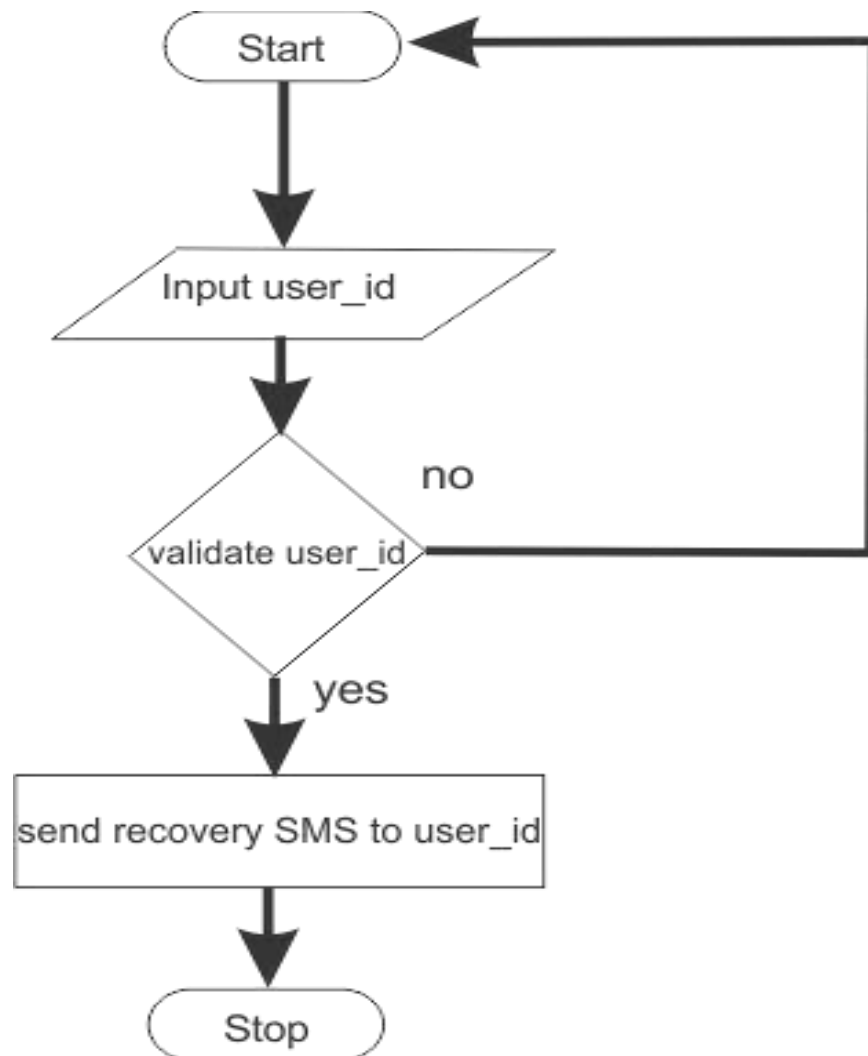 Start
Input user_id
no
validate user_id
yes
send recovery SMS to user_id
Stop